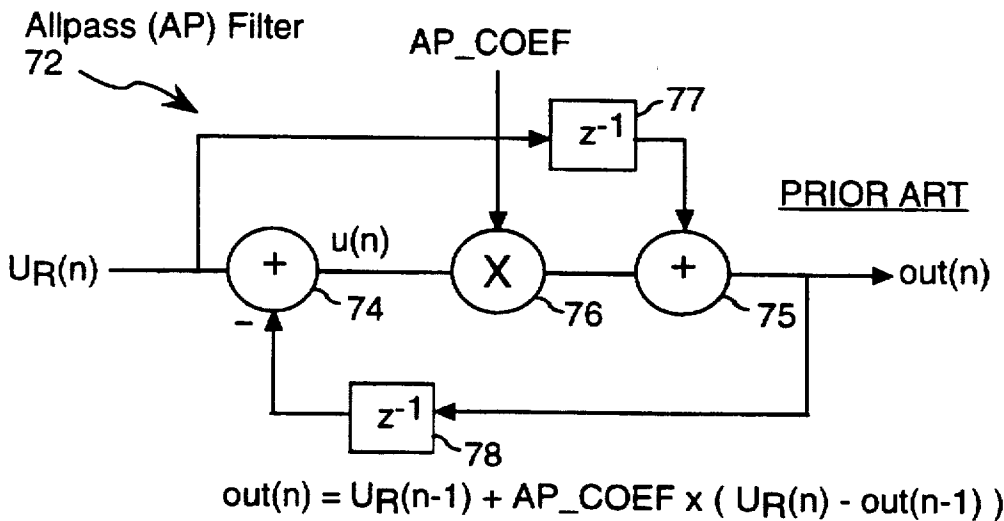 Allpass (AP) Filter
72
AP_COEF
77
z-1
PRIOR ART
UR(n)
+
u(n)
X
+
out(n)
-
74
76
75
z-1
78
out(n) = UR(n-1) + AP_COEF x ( UR(n) - out(n-1) )